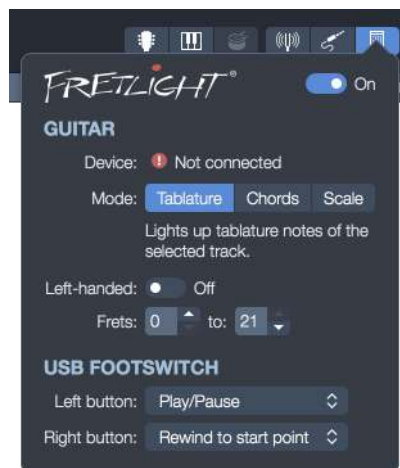 FRETLIGHT®
On
GUITAR
Device: Not connected
Mode: Tablature Chords Scale
Lights up tablature notes of the
selected track.
Left-handed: Off
Frets: 0 to: 21
USB FOOTSWITCH
Left button: Play/Pause
Right button: Rewind to start point